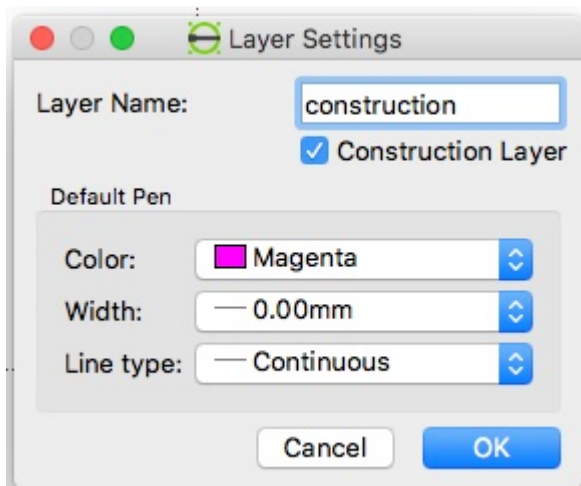 Layer Settings
Layer Name: construction
Construction Layer
Default Pen
Color: Magenta
Width: 0.00mm
Line type: Continuous
Cancel OK